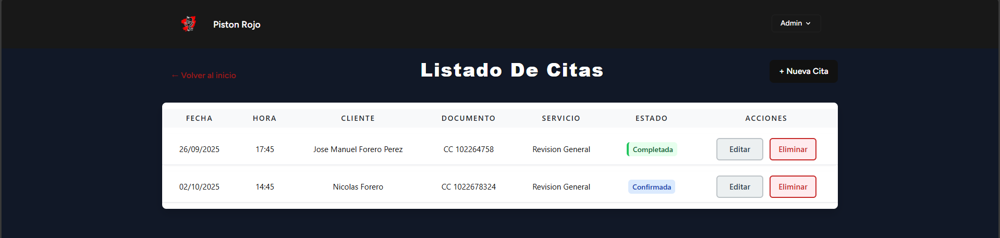 Piston Rojo
Admin
← Volver al inicio
Listado De Citas
+ Nueva Cita
FECHA HORA CLIENTE DOCUMENTO SERVICIO ESTADO ACCIONES
26/09/2025 17:45 Jose Manuel Forero Perez CC 102264758 Revision General Completada Editar Eliminar
02/10/2025 14:45 Nicolas Forero CC 1022678324 Revision General Confirmada Editar Eliminar